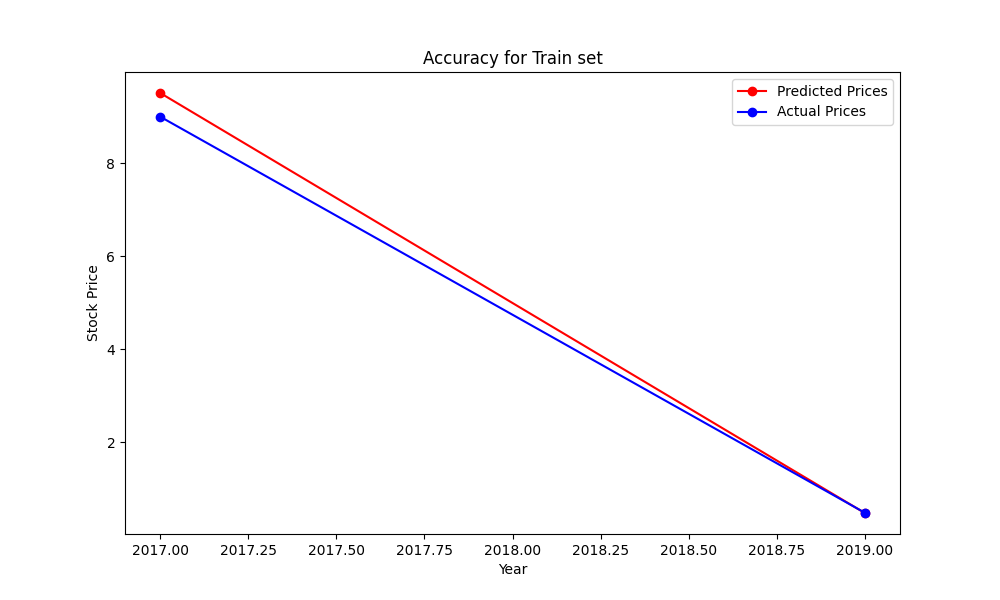 Accuracy for Train set
Predicted Prices
Actual Prices
8
6
4
2
Stock Price
2017.00 2017.25 2017.50 2017.75 2018.00 2018.25 2018.50 2018.75 2019.00
Year